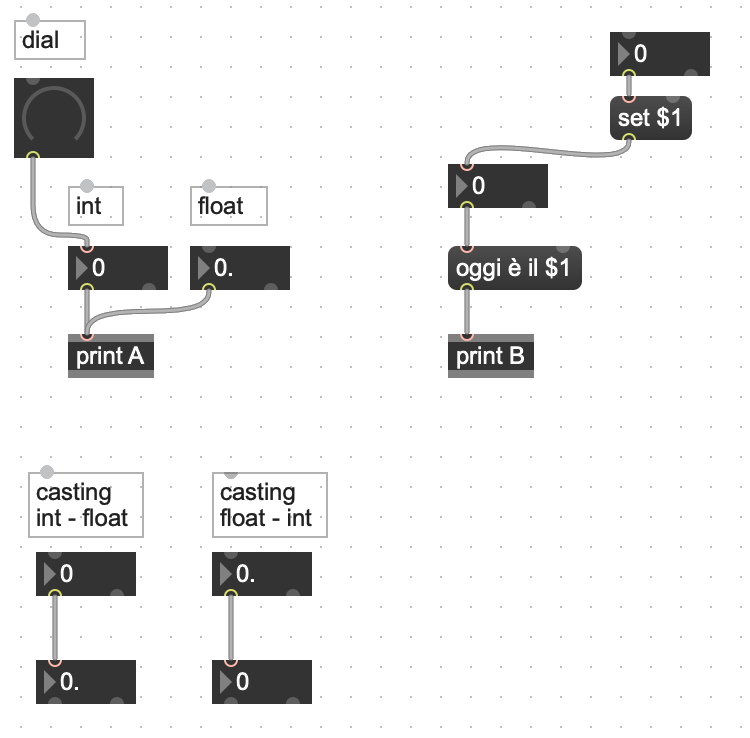 dial
int
float
0
0.
print A
0
set $1
0
oggi è il $1
print B
casting
int - float
0
0.
casting
float - int
0.
0